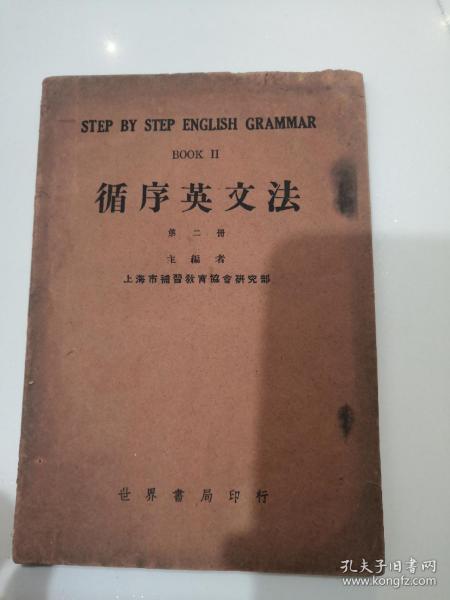 STEP BY STEP ENGLISH GRAMMAR
BOOK II
循序英文法
第二冊
主編者
上海市補習敎育協會研究部
世界書局印行
孔夫子旧书网
www.kongfz.com